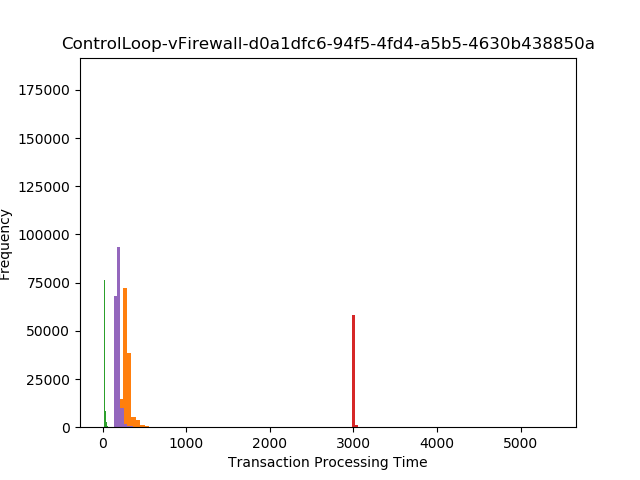 ControlLoop-vFirewall-d0a1dfc6-94f5-4fd4-a5b5-4630b438850a
175000
150000
125000
100000
75000
50000
25000
0
Frequency
0 1000 2000 3000 4000 5000
Transaction Processing Time